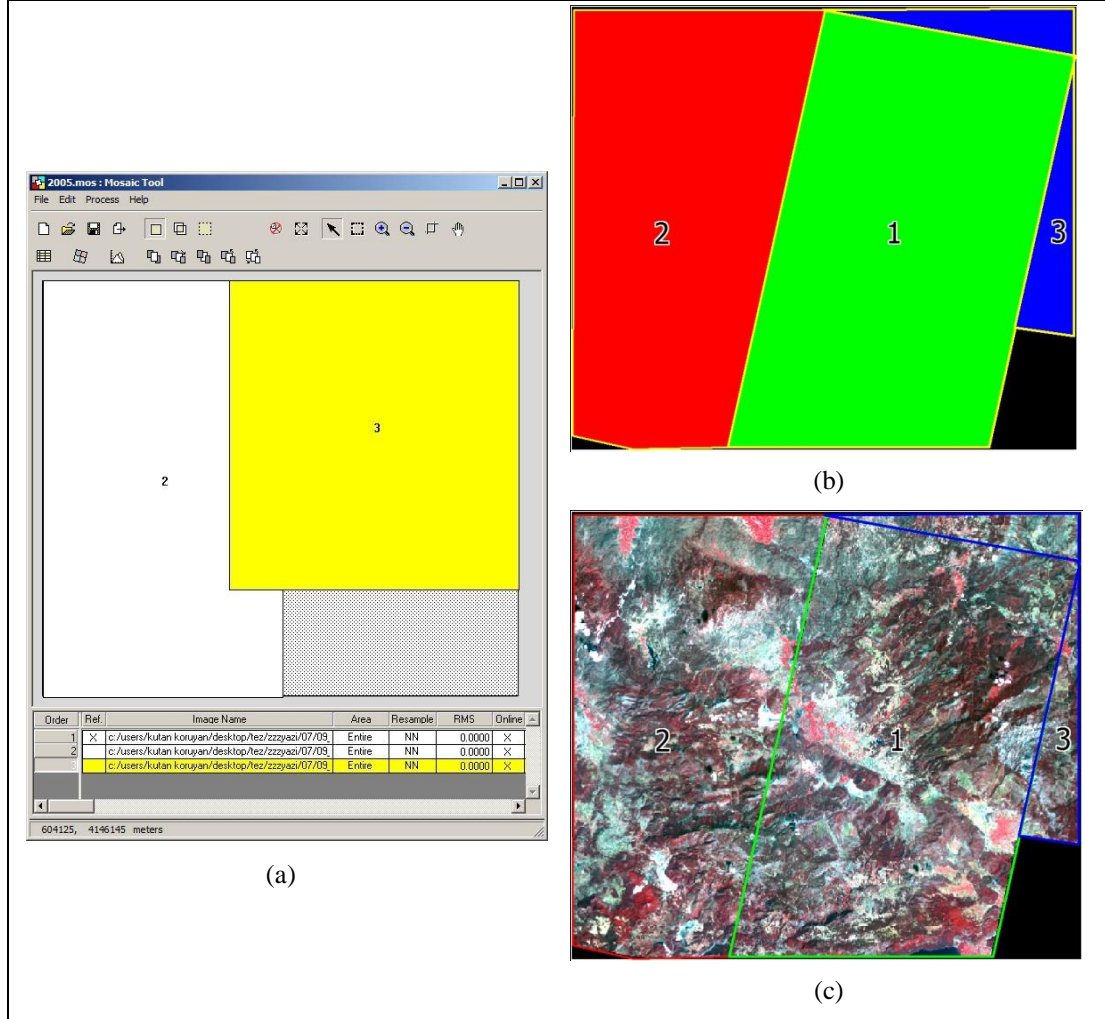 2005.mos : Mosaic Tool
File Edit Process Help
3
2
Order Ref. Image Name Area Resample RMS Online
1 X c:/users/kutan koruyan/desktop/tez/zzzyazi/07/09_ Entire NN 0.0000 X
2 c:/users/kutan koruyan/desktop/tez/zzzyazi/07/09_ Entire NN 0.0000 X
3 c:/users/kutan koruyan/desktop/tez/zzzyazi/07/09_ Entire NN 0.0000 X
604125, 4146145 meters
(a)
2 1 3
(b)
2 1 3
(c)